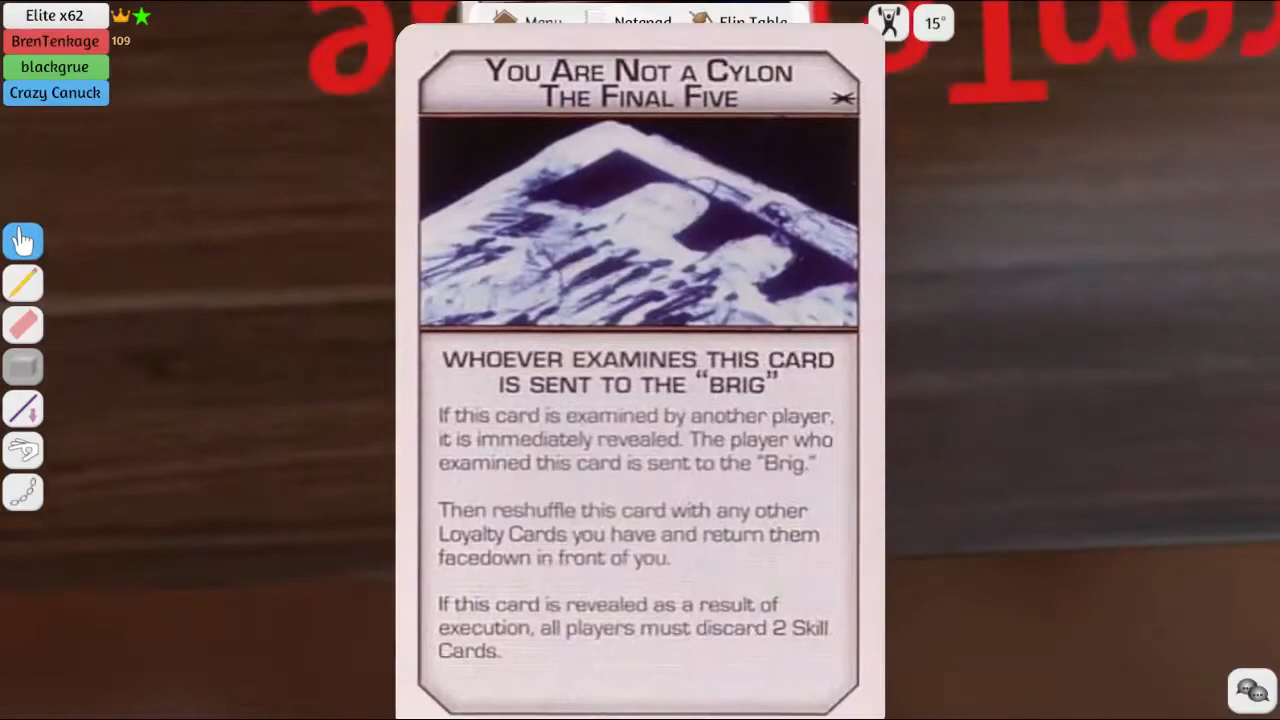 Elite x62
BrenTenkage 109
blackgrue
Crazy Canuck
Menu Notepad Flip Table
15°
YOU ARE NOT A CYLON
THE FINAL FIVE
WHOEVER EXAMINES THIS CARD
IS SENT TO THE “BRIG”
If this card is examined by another player,
it is immediately revealed. The player who
examined this card is sent to the “Brig.”
Then reshuffle this card with any other
Loyalty Cards you have and return them
facedown in front of you.
If this card is revealed as a result of
execution, all players must discard 2 Skill
Cards.